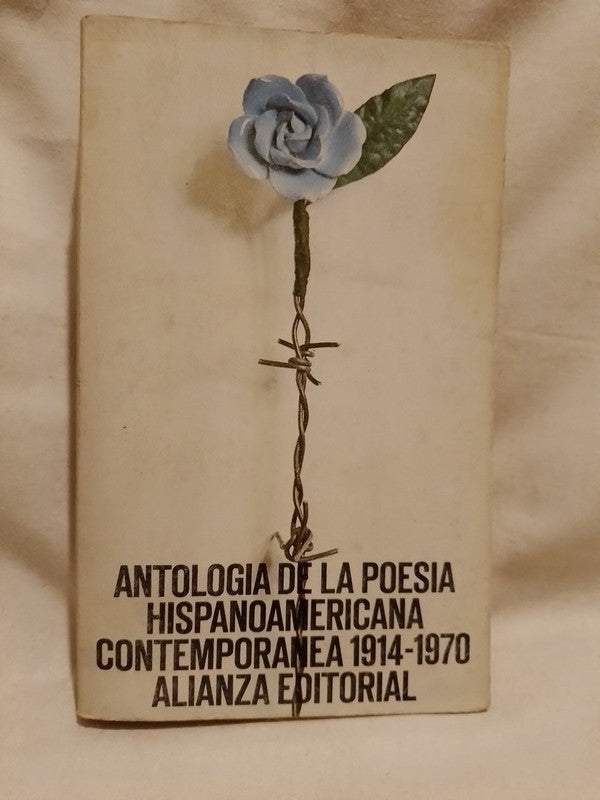 ANTOLOGIA DE LA POESIA
HISPANOAMERICANA
CONTEMPORANEA 1914-1970
ALIANZA EDITORIAL